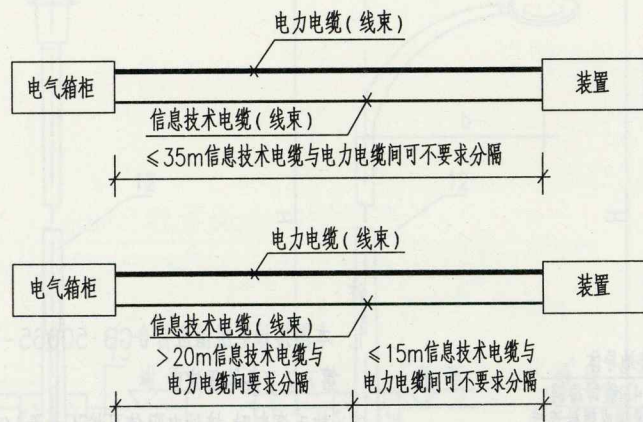 电力电缆(线束)
电气箱柜
装置
信息技术电缆(线束)
≤35m信息技术电缆与电力电缆间可不要求分隔
电力电缆(线束)
电气箱柜
装置
信息技术电缆(线束)
>20m信息技术电缆与
电力电缆间要求分隔
≤15m信息技术电缆与
电力电缆间可不要求分隔